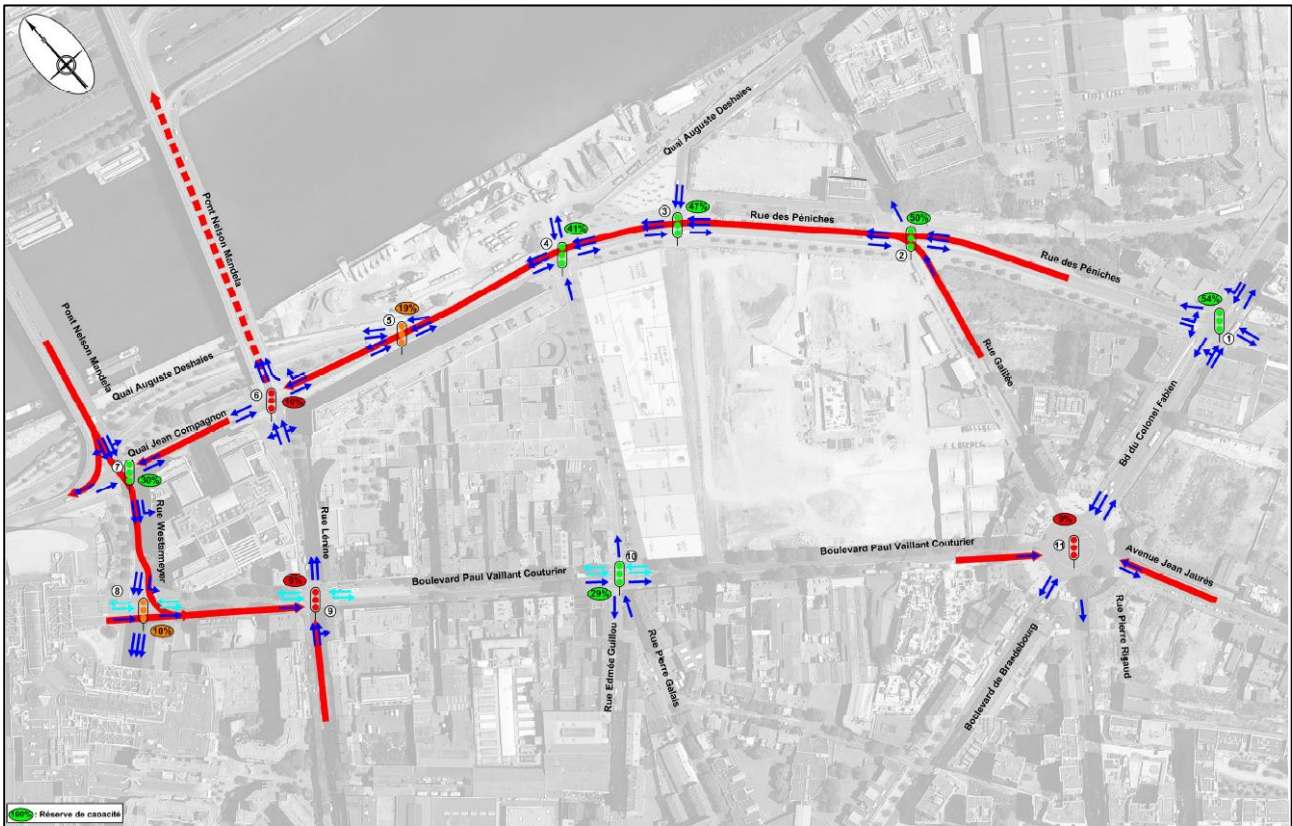 Quai Auguste Deshaies
Pont Nelson Mandela
3
47%
Rue des Péniches
50%
2
4
41%
Rue des Péniches
54%
1
19%
5
Pont Nelson Mandela
Quai Auguste Deshaies
Rue Galilée
6
10%
Quai Jean Compagnon
Bd du Colonel Fabien
7
30%
Rue Westermeyer
Rue Lénine
Boulevard Paul Vaillant Couturier
10
29%
Boulevard Paul Vaillant Couturier
11
Avenue Jean Jaurès
8
10%
9
Rue Edmée Guillou
Rue Pierre Galais
Boulevard de Brandebourg
Rue Pierre Rigaud
100% : Réserve de capacité